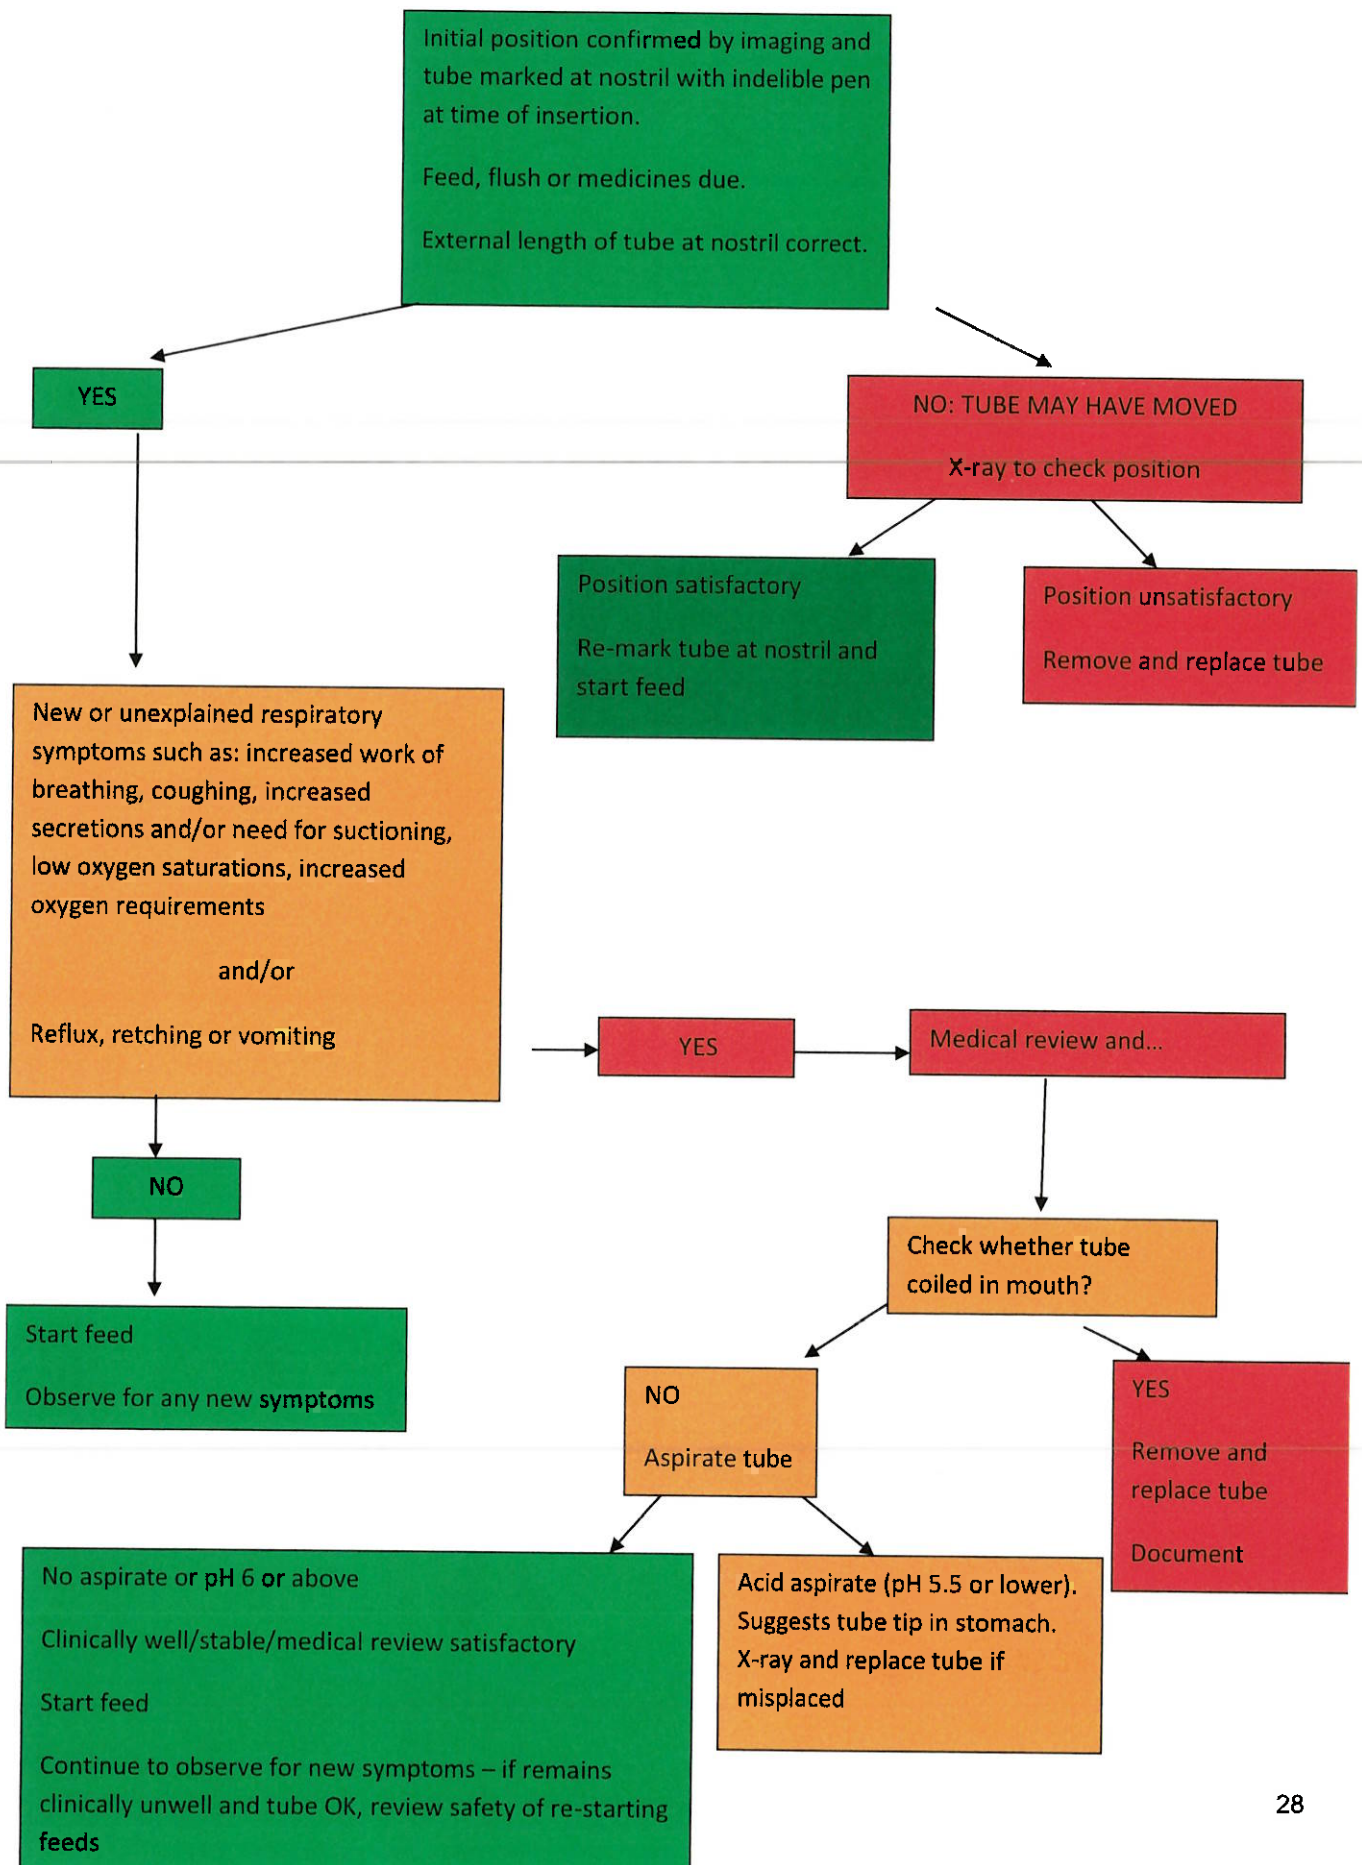 Initial position confirmed by imaging and
tube marked at nostril with indelible pen
at time of insertion.
Feed, flush or medicines due.
External length of tube at nostril correct.
YES
NO: TUBE MAY HAVE MOVED
X-ray to check position
Position satisfactory
Re-mark tube at nostril and
start feed
Position unsatisfactory
Remove and replace tube
New or unexplained respiratory
symptoms such as: increased work of
breathing, coughing, increased
secretions and/or need for suctioning,
low oxygen saturations, increased
oxygen requirements
and/or
Reflux, retching or vomiting
YES
Medical review and...
NO
Start feed
Observe for any new symptoms
Check whether tube
coiled in mouth?
NO
Aspirate tube
YES
Remove and
replace tube
Document
No aspirate or pH 6 or above
Clinically well/stable/medical review satisfactory
Start feed
Continue to observe for new symptoms – if remains
clinically unwell and tube OK, review safety of re-starting
feeds
Acid aspirate (pH 5.5 or lower).
Suggests tube tip in stomach.
X-ray and replace tube if
misplaced
28